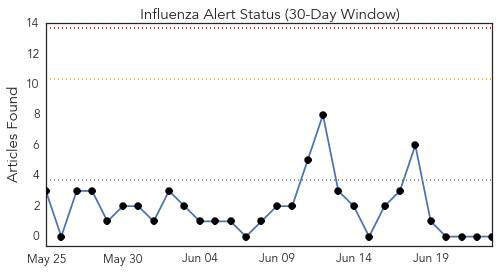 Influenza Alert Status (30-Day Window)
Articles Found
14
12
10
8
6
4
2
0
May 25
May 30
Jun 04
Jun 09
Jun 14
Jun 19